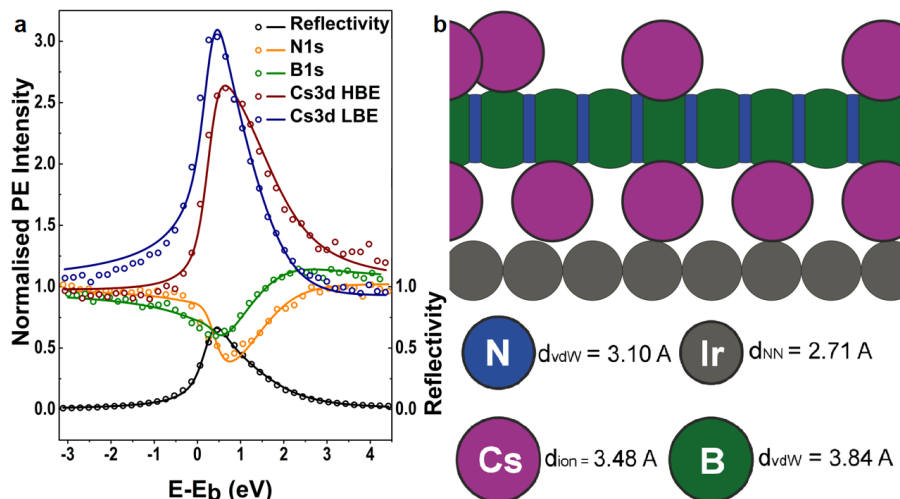 a
Reflectivity
N1s
B1s
Cs3d HBE
Cs3d LBE
Normalised PE Intensity
3.0
2.5
2.0
1.5
1.0
0.5
0.0
1.0
0.5
0.0
Reflectivity
-3 -2 -1 0 1 2 3 4
E-Eb (eV)
b
N dvdW = 3.10 A
Ir dNN = 2.71 A
Cs dion = 3.48 A
B dvdW = 3.84 A